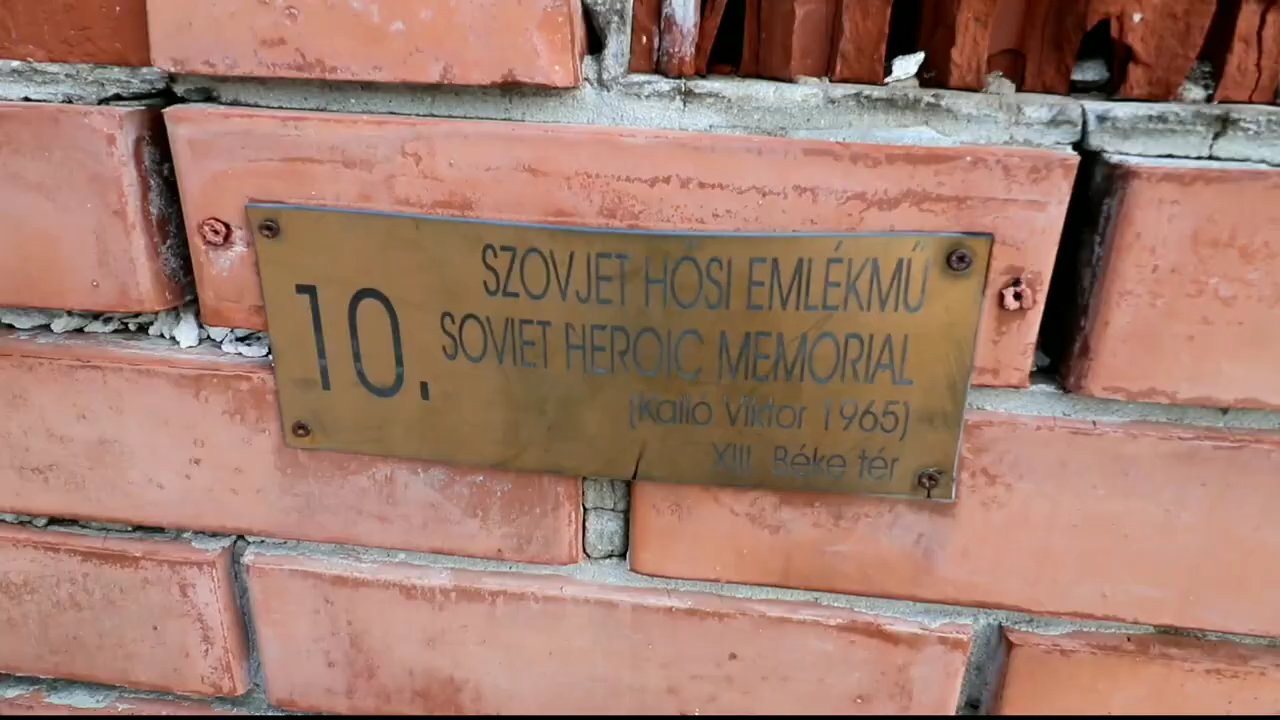 10.
SZOVJET HŐSI EMLÉKMŰ
SOVIET HEROIC MEMORIAL
(Kalló Viktor 1965)
XIII. Béke tér